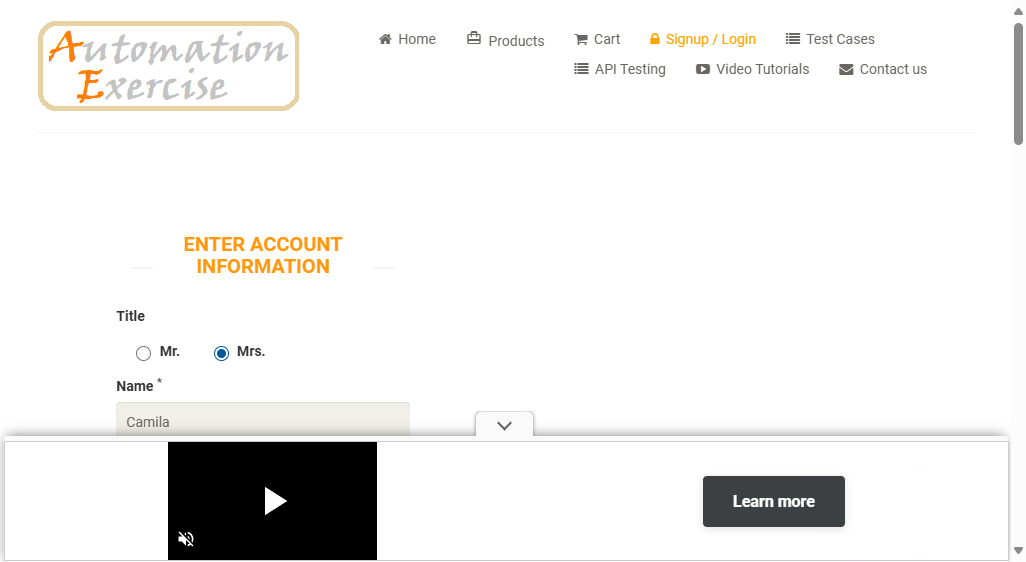 Automation
Exercise
Home
Products
Cart
Signup / Login
Test Cases
API Testing
Video Tutorials
Contact us
ENTER ACCOUNT
INFORMATION
Title
Mr.
Mrs.
Name *
Camila
Learn more